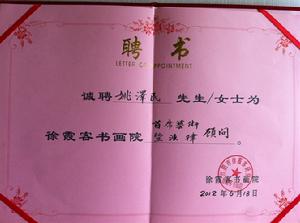 聘书
LETTER OF APPOINTMENT
诚聘姚泽民 先生/女士为
徐霞客书画院首席艺术暨法律顾问。
徐霞客书画院
2012年5月18日